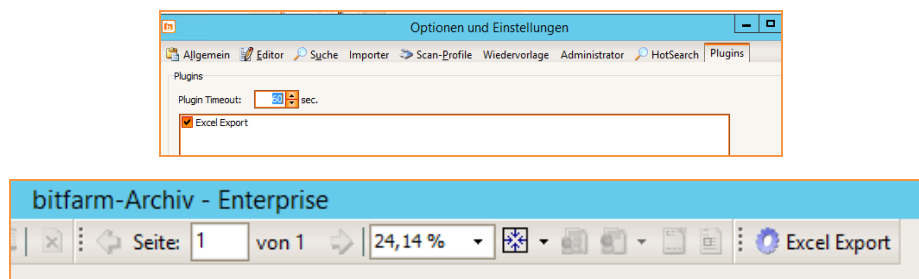 Optionen und Einstellungen
Allgemein Editor Suche Importer Scan-Profile Wiedervorlage Administrator HotSearch Plugins
Plugins
Plugin Timeout: 60 sec.
Excel Export
bitfarm-Archiv - Enterprise
Seite: 1 von 1 24,14 % Excel Export